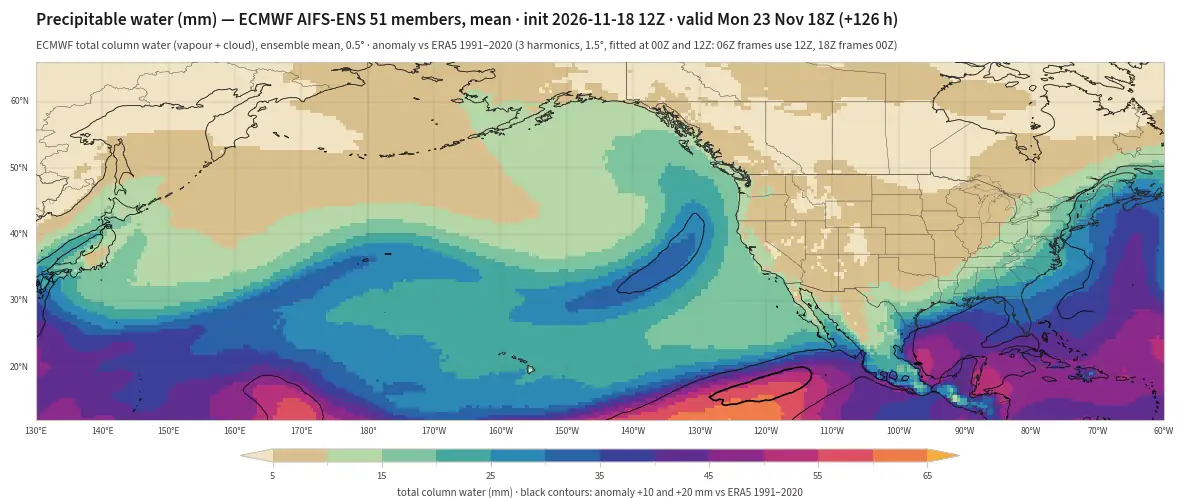 Precipitable water (mm) — ECMWF AIFS-ENS 51 members, mean · init 2026-11-18 12Z · valid Mon 23 Nov 18Z (+126 h)
ECMWF total column water (vapour + cloud), ensemble mean, 0.5° · anomaly vs ERA5 1991–2020 (3 harmonics, 1.5°, fitted at 00Z and 12Z: 06Z frames use 12Z, 18Z frames 00Z)
60°N
50°N
40°N
30°N
20°N
130°E 140°E 150°E 160°E 170°E 180° 170°W 160°W 150°W 140°W 130°W 120°W 110°W 100°W 90°W 80°W 70°W 60°W
5 15 25 35 45 55 65
total column water (mm) · black contours: anomaly +10 and +20 mm vs ERA5 1991–2020